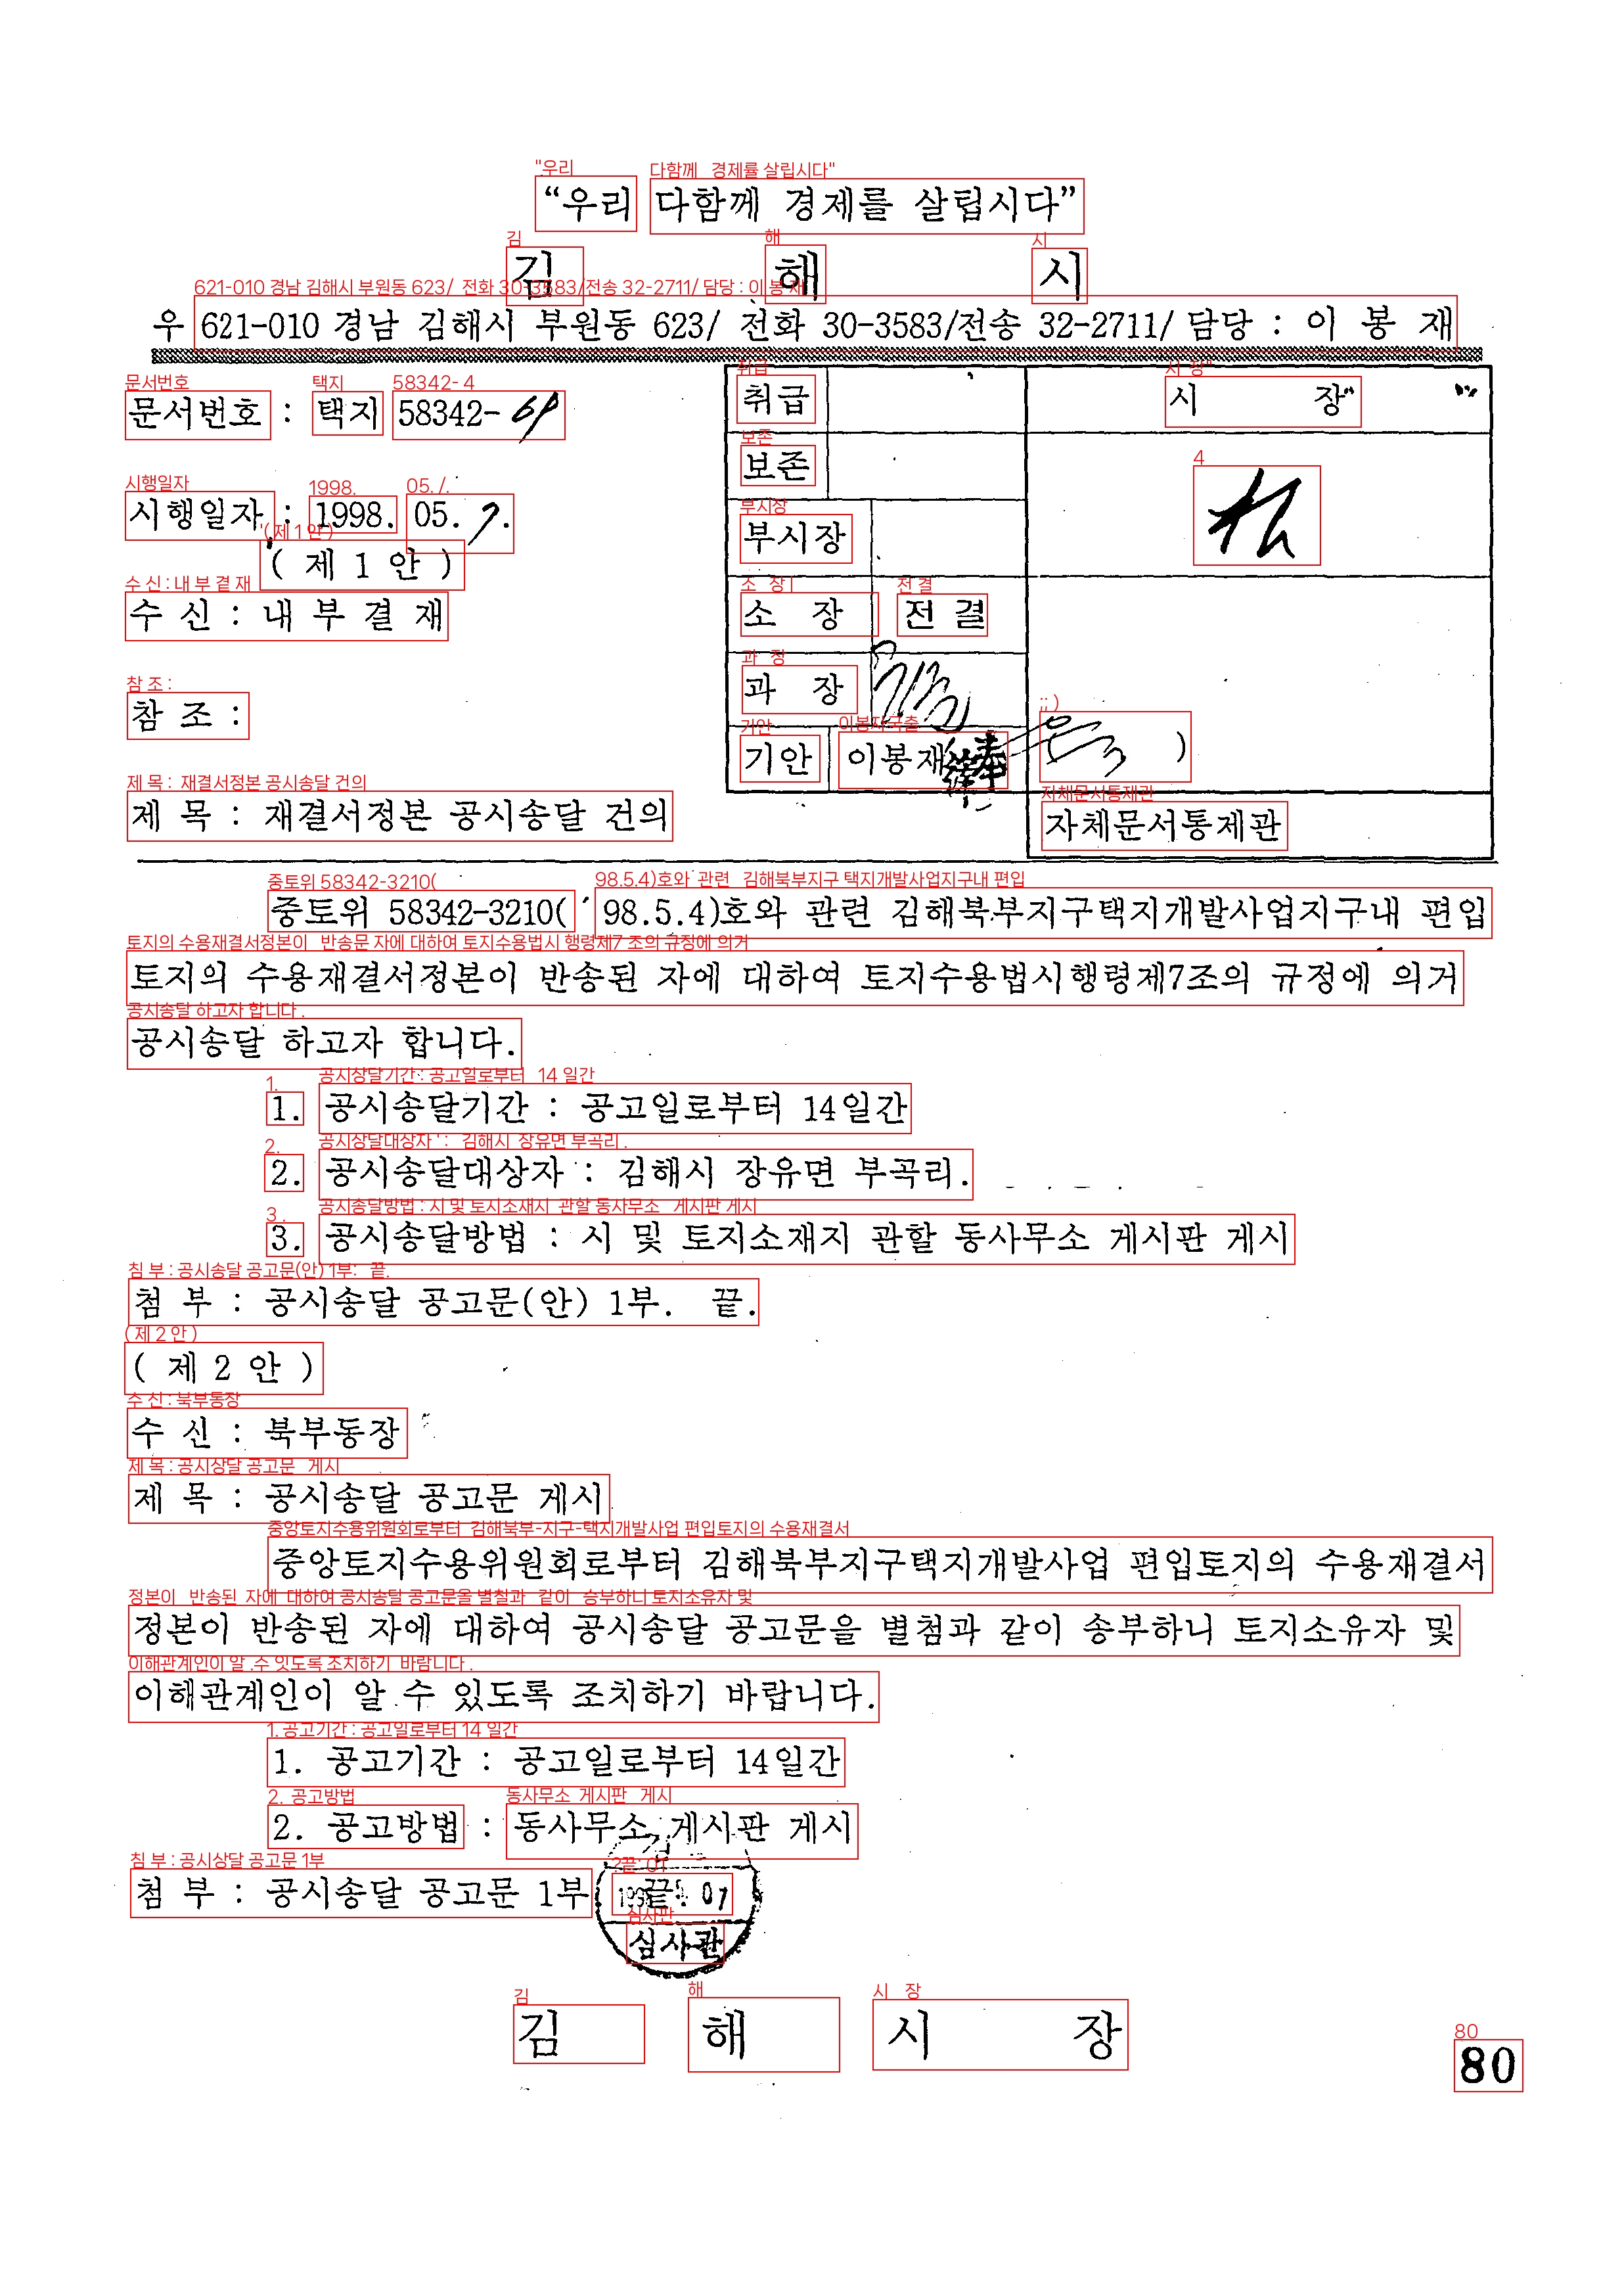 “우리 다함께 경제를 살립시다”
김 해 시
우 621-010 경남 김해시 부원동 623/ 전화 30-3583/전송 32-2711/ 담당 : 이 봉 재
문서번호 : 택지 58342-
시행일자 : 1998. 05. 7.
( 제 1 안 )
수 신 : 내 부 결 재
참 조 :
제 목 : 재결서정본 공시송달 건의
취급
시 장
보존
부시장
소 장 전 결
과 장
기안 이봉재
자체문서통제관
중토위 58342-3210( ' 98.5.4)호와 관련 김해북부지구택지개발사업지구내 편입
토지의 수용재결서정본이 반송된 자에 대하여 토지수용법시행령제7조의 규정에 의거
공시송달 하고자 합니다.
1. 공시송달기간 : 공고일로부터 14일간
2. 공시송달대상자 : 김해시 장유면 부곡리.
3. 공시송달방법 : 시 및 토지소재지 관할 동사무소 게시판 게시
첨 부 : 공시송달 공고문(안) 1부. 끝.
( 제 2 안 )
수 신 : 북부동장
제 목 : 공시송달 공고문 게시
중앙토지수용위원회로부터 김해북부지구택지개발사업 편입토지의 수용재결서
정본이 반송된 자에 대하여 공시송달 공고문을 별첨과 같이 송부하니 토지소유자 및
이해관계인이 알 수 있도록 조치하기 바랍니다.
1. 공고기간 : 공고일로부터 14일간
2. 공고방법 : 동사무소 게시판 게시
첨 부 : 공시송달 공고문 1부 끝.
심사관
김 해 시 장
80